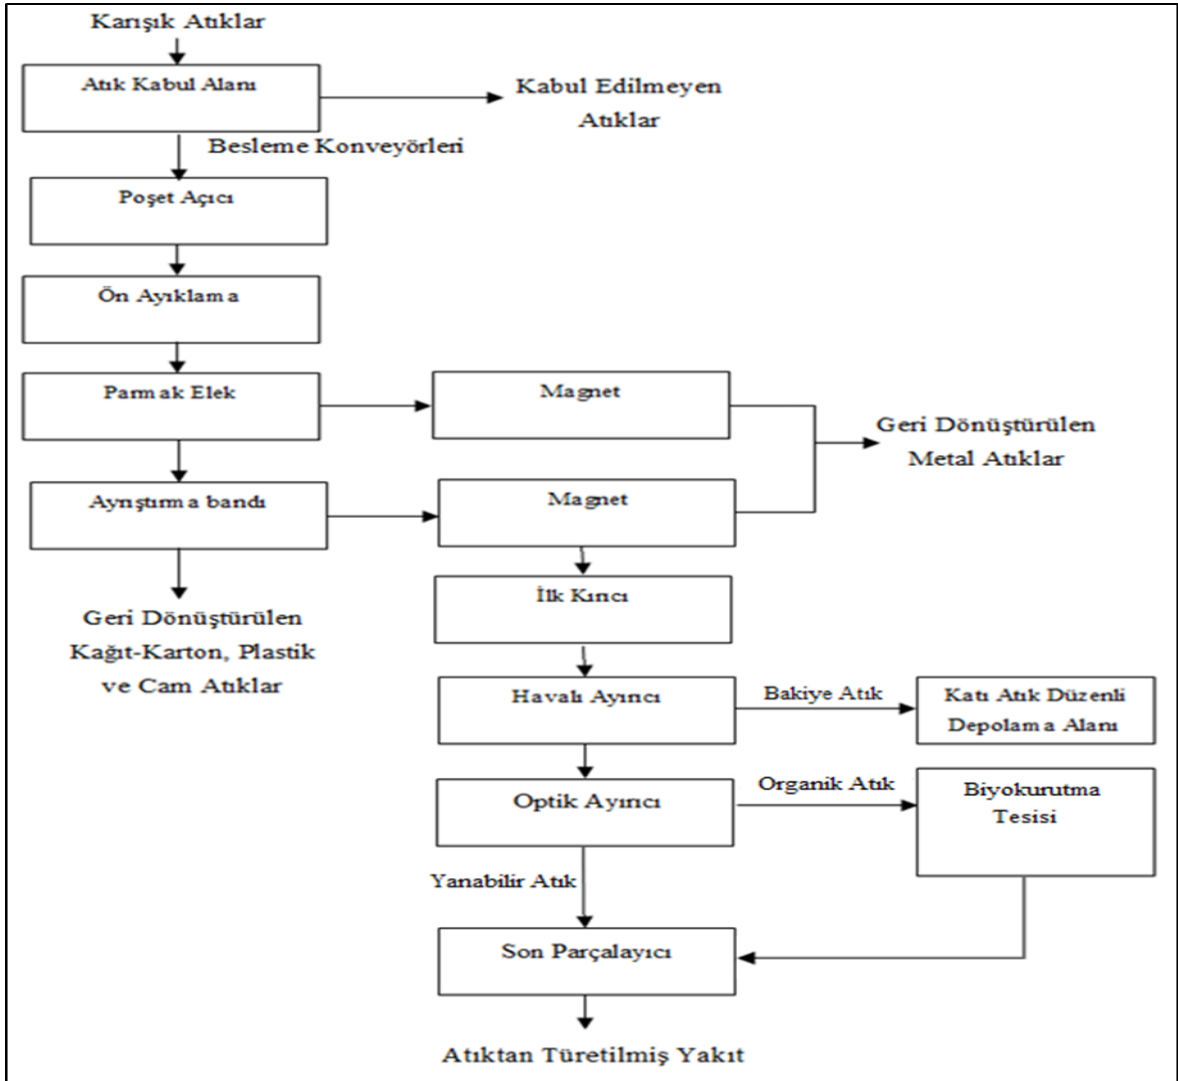 Karışık Atıklar
Atık Kabul Alanı
Kabul Edilmeyen
Atıklar
Besleme Konveyörleri
Poşet Açıcı
Ön Ayıklama
Parmak Elek
Magnet
Geri Dönüştürülen
Metal Atıklar
Ayrıştırma bandı
Magnet
İlk Kırıcı
Geri Dönüştürülen
Kağıt-Karton, Plastik
ve Cam Atıklar
Havalı Ayırıcı
Bakiye Atık
Katı Atık Düzenli
Depolama Alanı
Optik Ayırıcı
Organik Atık
Biyokurutma
Tesisi
Yanabilir Atık
Son Parçalayıcı
Atıktan Türetilmiş Yakıt